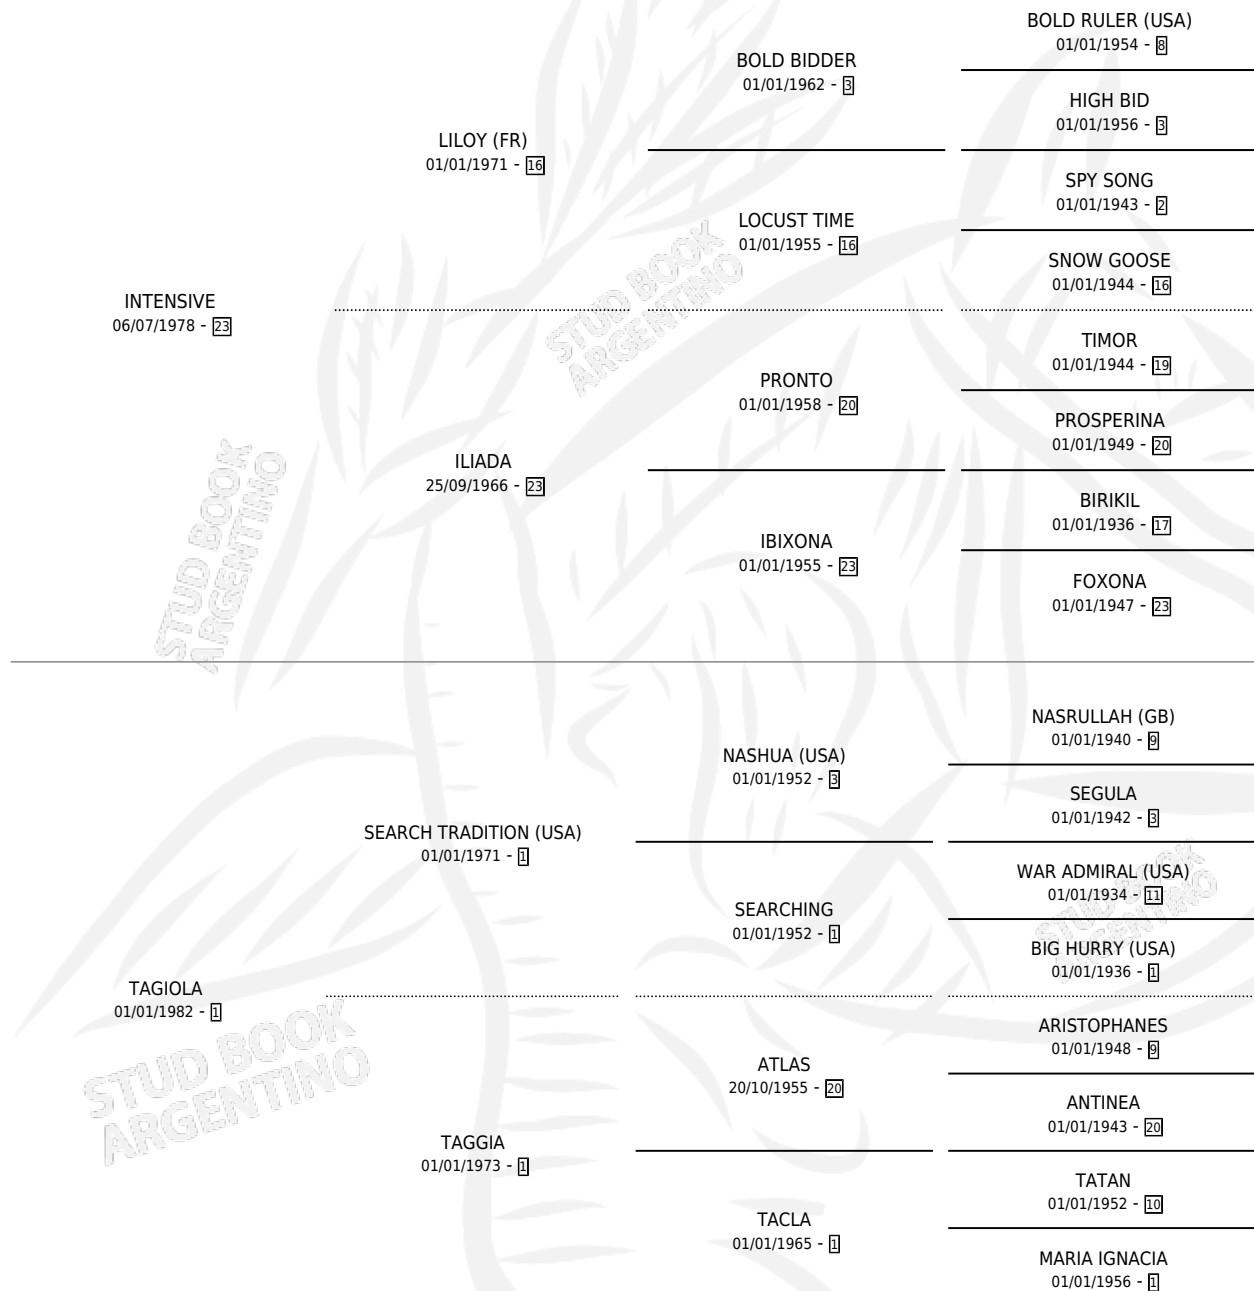 BOLD RULER (USA)
01/01/1954 - 8
BOLD BIDDER
01/01/1962 - 3
HIGH BID
01/01/1956 - 3
LILOY (FR)
01/01/1971 - 16
SPY SONG
01/01/1943 - 2
LOCUST TIME
01/01/1955 - 16
SNOW GOOSE
01/01/1944 - 16
INTENSIVE
06/07/1978 - 23
TIMOR
01/01/1944 - 19
PRONTO
01/01/1958 - 20
PROSPERINA
01/01/1949 - 20
ILIADA
25/09/1966 - 23
BIRIKIL
01/01/1936 - 17
IBIXONA
01/01/1955 - 23
FOXONA
01/01/1947 - 23
NASRULLAH (GB)
01/01/1940 - 9
NASHUA (USA)
01/01/1952 - 3
SEGULA
01/01/1942 - 3
SEARCH TRADITION (USA)
01/01/1971 - 1
WAR ADMIRAL (USA)
01/01/1934 - 11
SEARCHING
01/01/1952 - 1
BIG HURRY (USA)
01/01/1936 - 1
TAGIOLA
01/01/1982 - 1
ARISTOPHANES
01/01/1948 - 9
ATLAS
20/10/1955 - 20
ANTINEA
01/01/1943 - 20
TAGGIA
01/01/1973 - 1
TATAN
01/01/1952 - 10
TACLA
01/01/1965 - 1
MARIA IGNACIA
01/01/1956 - 1
STUD BOOK
ARGENTINO
STUD BOOK
ARGENTINO
STUD BOOK
ARGENTINO
STUD BOOK
ARGENTINO